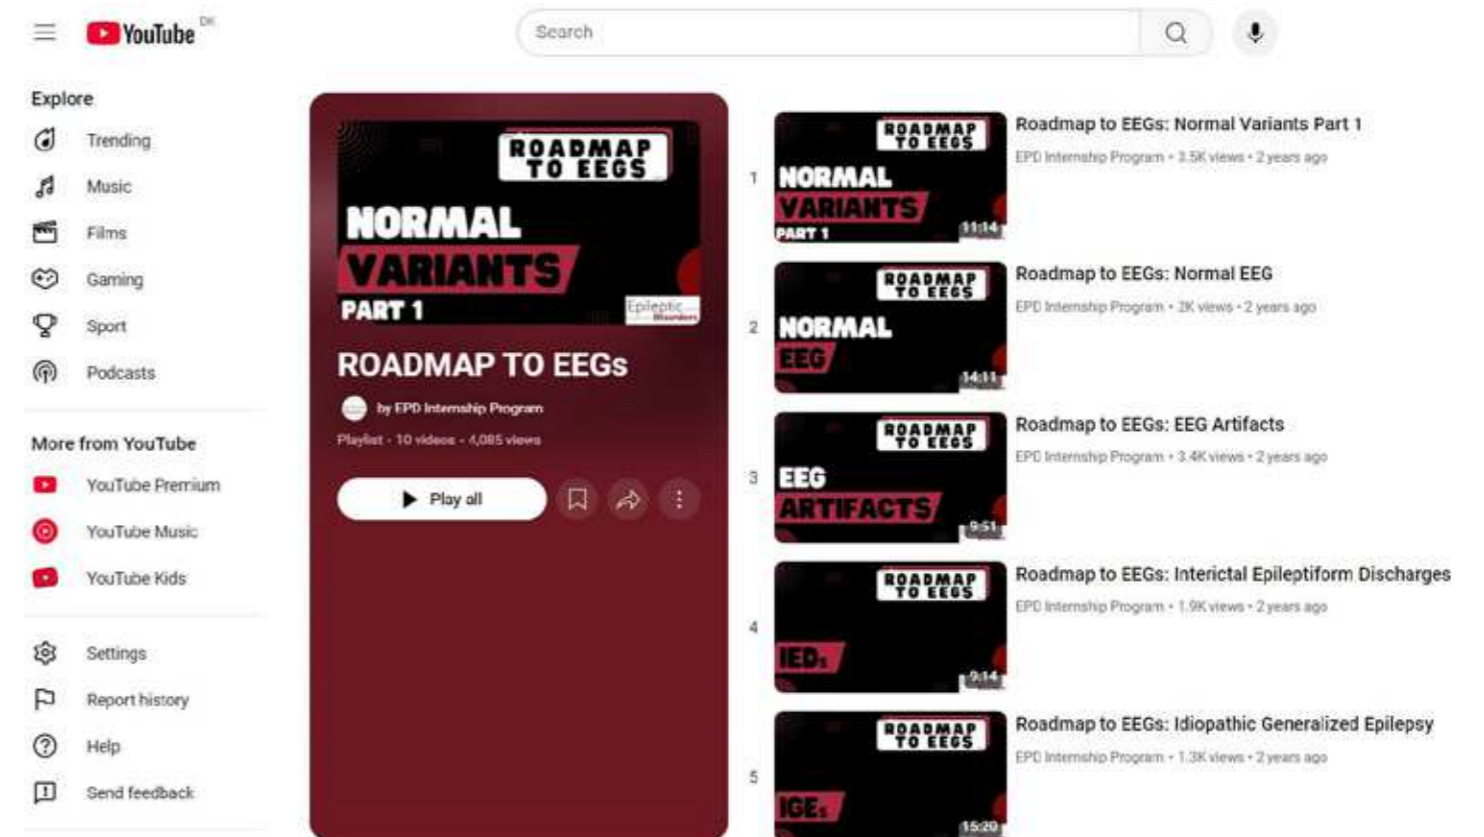 YouTube DK
Search
Explore
Trending
Music
Films
Gaming
Sport
Podcasts
More from YouTube
YouTube Premium
YouTube Music
YouTube Kids
Settings
Report history
Help
Send feedback
ROADMAP
TO EEGS
NORMAL
VARIANTS
PART 1
Epileptic
Disorders
ROADMAP TO EEGs
by EPD Internship Program
Playlist • 10 videos • 4,085 views
Play all
1
ROADMAP
TO EEGS
NORMAL
VARIANTS
PART 1
11:14
Roadmap to EEGs: Normal Variants Part 1
EPD Internship Program • 3.5K views • 2 years ago
2
ROADMAP
TO EEGS
NORMAL
EEG
14:11
Roadmap to EEGs: Normal EEG
EPD Internship Program • 2K views • 2 years ago
3
ROADMAP
TO EEGS
EEG
ARTIFACTS
9:51
Roadmap to EEGs: EEG Artifacts
EPD Internship Program • 3.4K views • 2 years ago
4
ROADMAP
TO EEGS
IEDs
9:14
Roadmap to EEGs: Interictal Epileptiform Discharges
EPD Internship Program • 1.9K views • 2 years ago
5
ROADMAP
TO EEGS
IGEs
15:20
Roadmap to EEGs: Idiopathic Generalized Epilepsy
EPD Internship Program • 1.3K views • 2 years ago